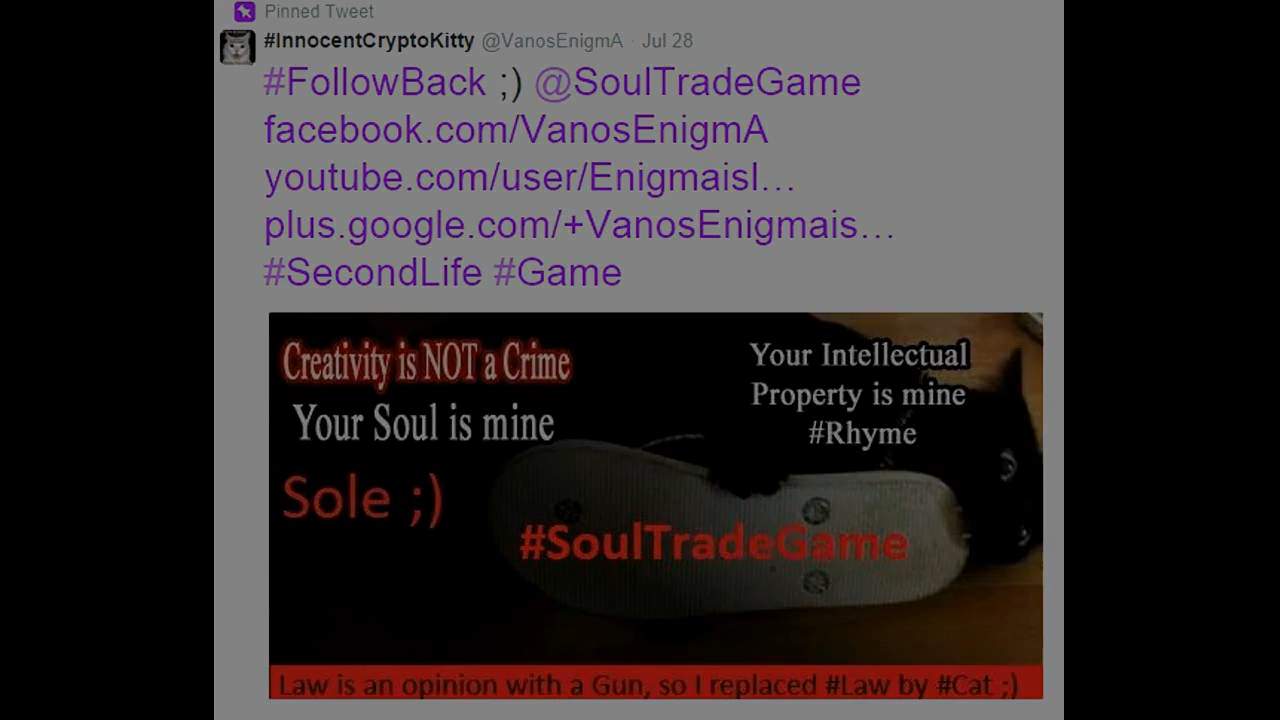 Pinned Tweet
#InnocentCryptoKitty @VanosEnigmA · Jul 28
#FollowBack ;) @SoulTradeGame
facebook.com/VanosEnigmA
youtube.com/user/EnigmaisI…
plus.google.com/+VanosEnigmais…
#SecondLife #Game
Creativity is NOT a Crime
Your Soul is mine
Sole ;)
Your Intellectual
Property is mine
#Rhyme
#SoulTradeGame
Law is an opinion with a Gun, so I replaced #Law by #Cat ;)